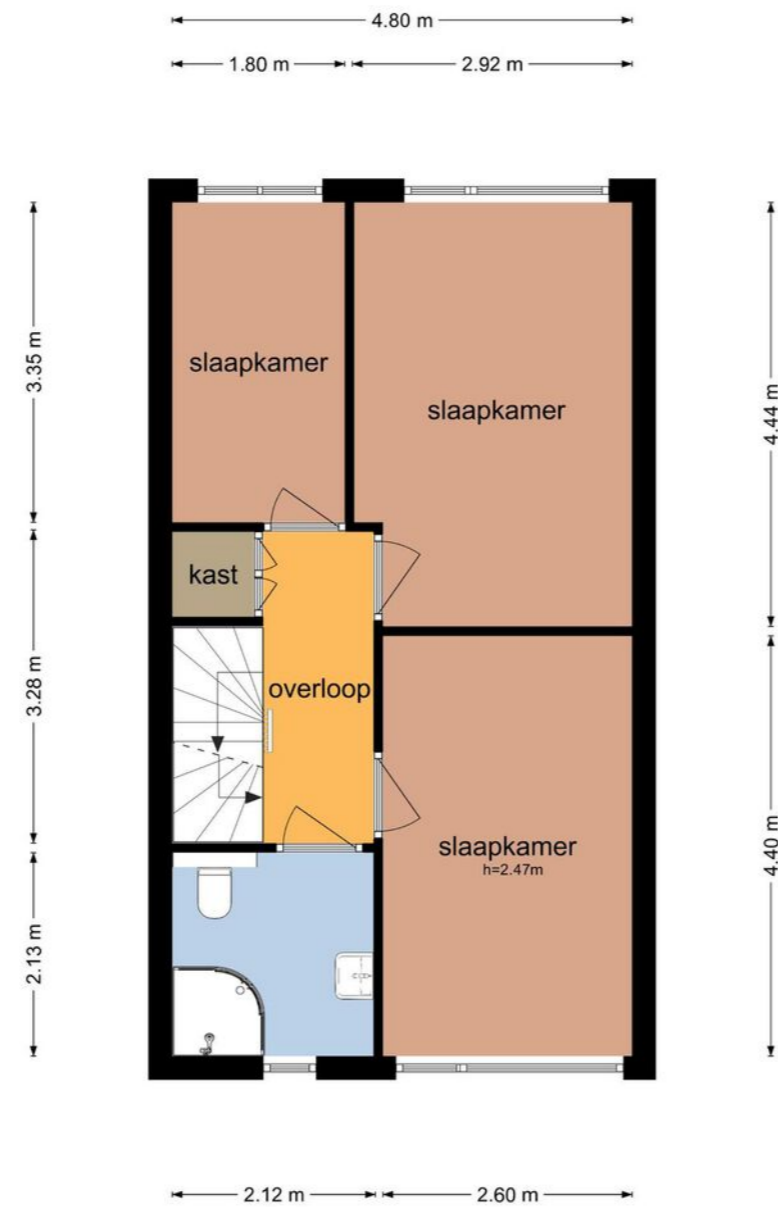 4.80 m
1.80 m
2.92 m
3.35 m
slaapkamer
slaapkamer
4.44 m
kast
3.28 m
overloop
slaapkamer
h=2.47m
4.40 m
2.13 m
2.12 m
2.60 m